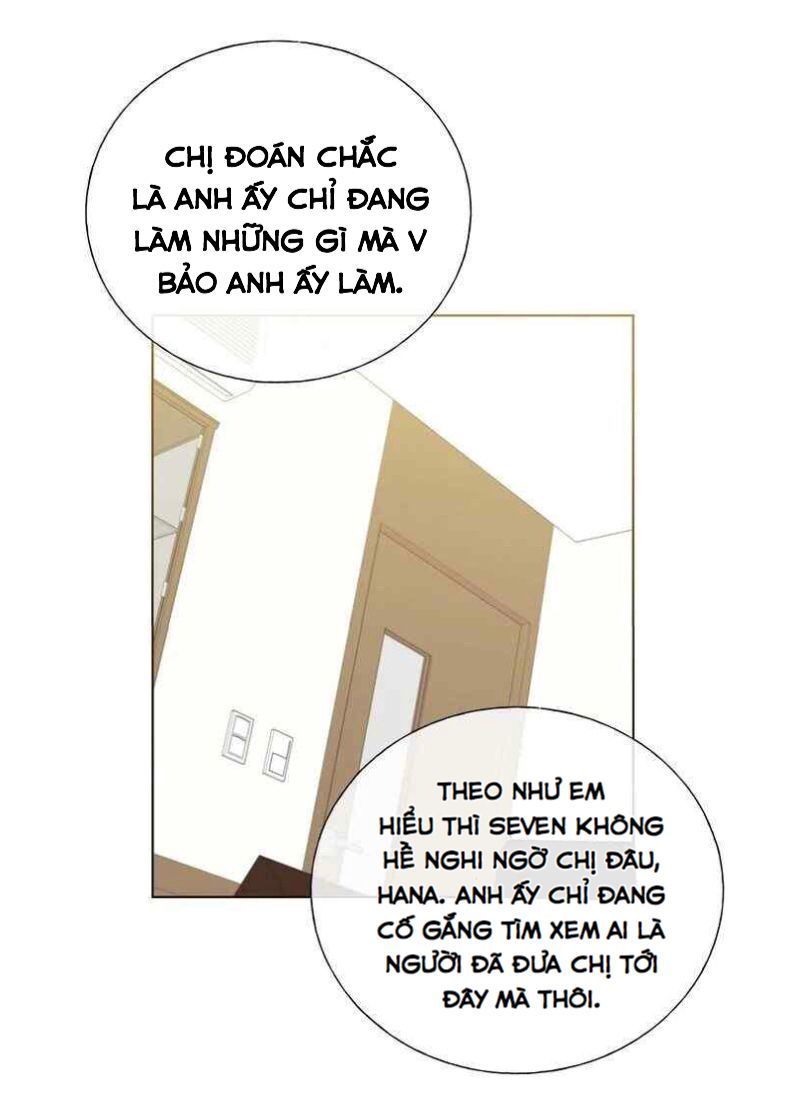 CHỊ ĐOÁN CHẮC
LÀ ANH ẤY CHỈ ĐANG
LÀM NHỮNG GÌ MÀ V
BẢO ANH ẤY LÀM.
THEO NHƯ EM
HIỂU THÌ SEVEN KHÔNG
HỀ NGHI NGỜ CHỊ ĐÂU,
HANA. ANH ẤY CHỈ ĐANG
CỐ GẮNG TÌM XEM AI LÀ
NGƯỜI ĐÃ ĐƯA CHỊ TỚI
ĐÂY MÀ THÔI.